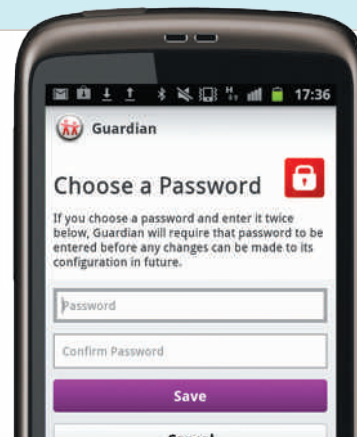 17:36
Guardian
Choose a Password
If you choose a password and enter it twice
below, Guardian will require that password to be
entered before any changes can be made to its
configuration in future.
Password
Confirm Password
Save
Cancel